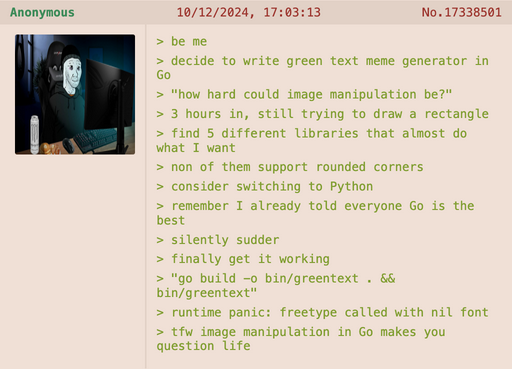 Anonymous 10/12/2024, 17:03:13 No.17338501
> be me
> decide to write green text meme generator in
Go
> "how hard could image manipulation be?"
> 3 hours in, still trying to draw a rectangle
> find 5 different libraries that almost do
what I want
> non of them support rounded corners
> consider switching to Python
> remember I already told everyone Go is the
best
> silently sudder
> finally get it working
> "go build -o bin/greentext . &&
bin/greentext"
> runtime panic: freetype called with nil font
> tfw image manipulation in Go makes you
question life